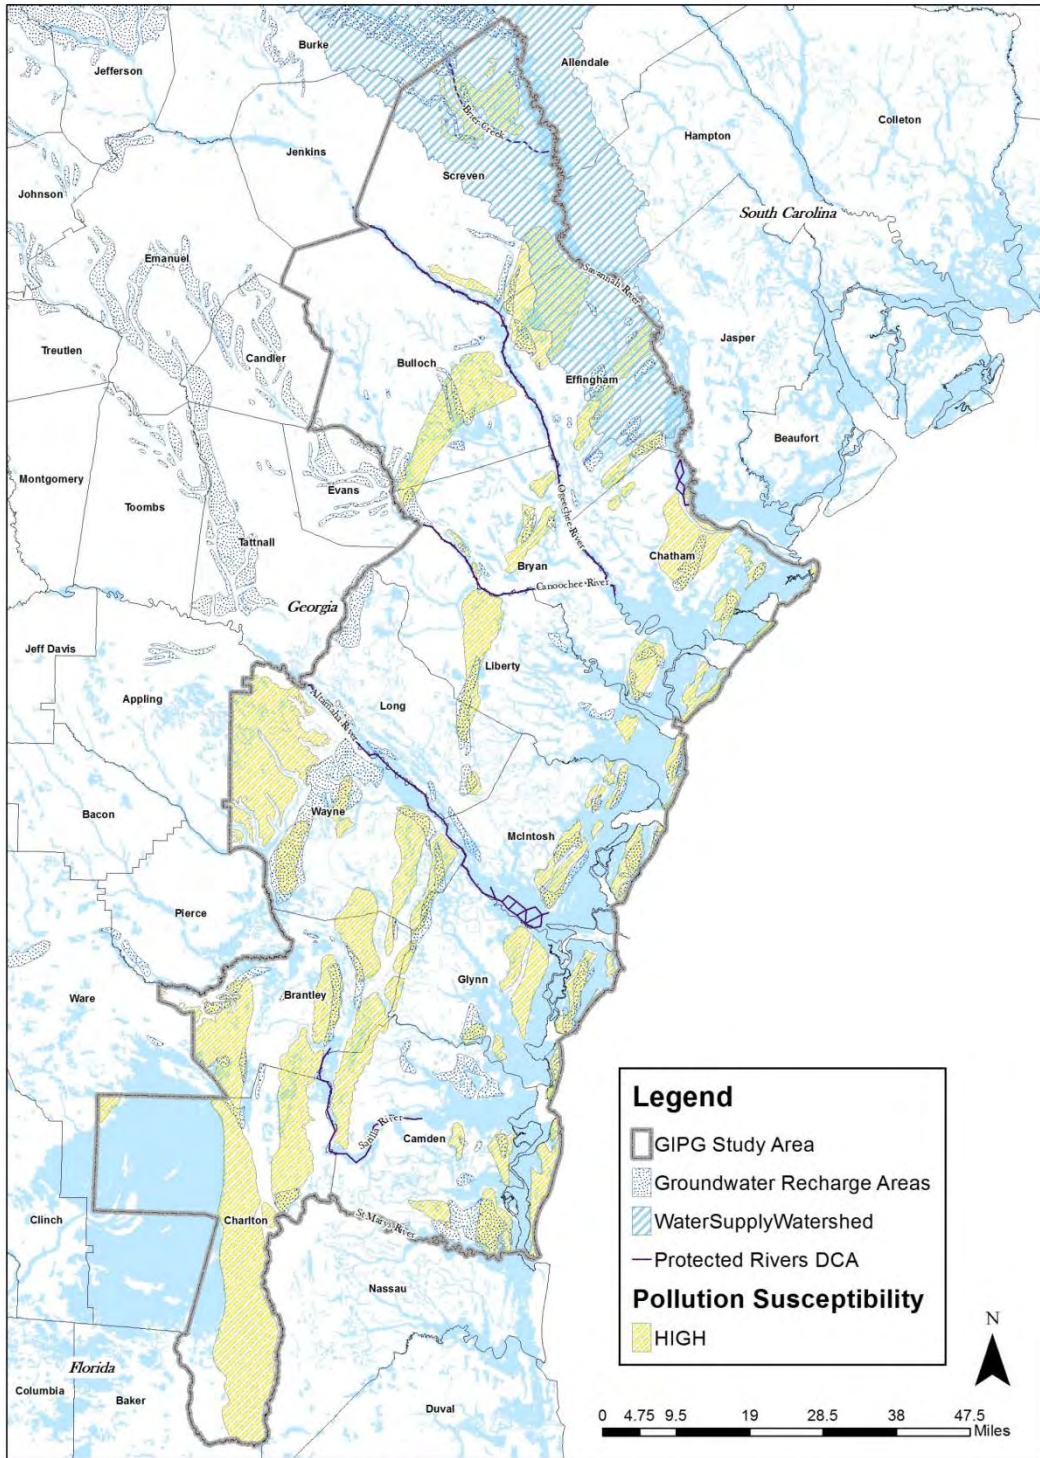 Burke
Allendale
Jefferson
Colleton
Hampton
Brier Creek
Jenkins
Screven
Johnson
South Carolina
Emanuel
Savannah River
Jasper
Treutlen
Candler
Bulloch
Effingham
Beaufort
Montgomery
Evans
Toombs
Ogeechee River
Tattnall
Chatham
Bryan
Canoochee River
Georgia
Jeff Davis
Liberty
Appling
Long
Altamaha River
Bacon
Wayne
McIntosh
Pierce
Glynn
Ware
Brantley
Satilla River
Camden
Clinch
Charlton
St Marys River
Nassau
Florida
Columbia
Baker
Duval
Legend
GIPG Study Area
Groundwater Recharge Areas
WaterSupplyWatershed
Protected Rivers DCA
Pollution Susceptibility
HIGH
N
0 4.75 9.5 19 28.5 38 47.5
Miles